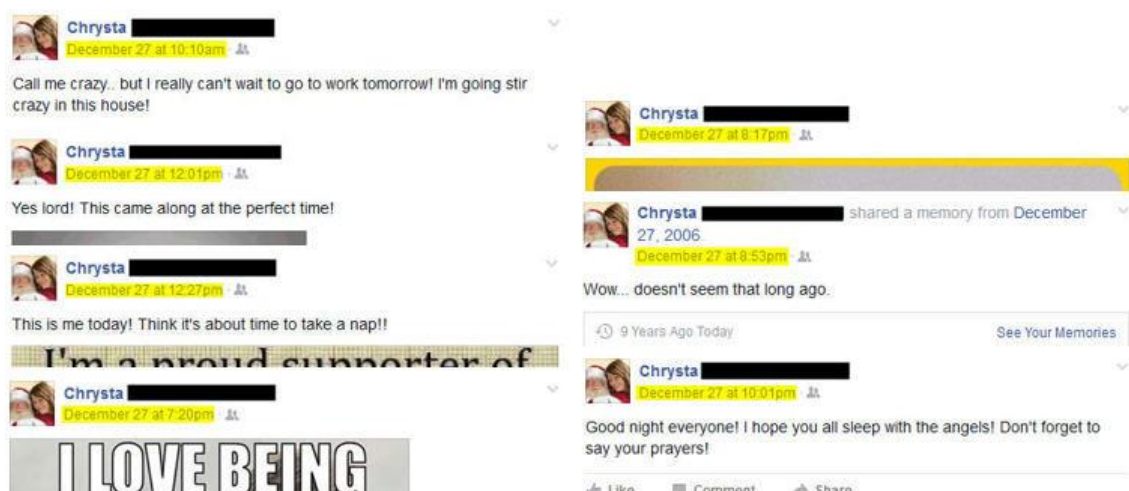 Chrysta
December 27 at 10:10am
Call me crazy.. but I really can't wait to go to work tomorrow! I'm going stir
crazy in this house!
Chrysta
December 27 at 12:01pm
Yes lord! This came along at the perfect time!
Chrysta
December 27 at 12:27pm
This is me today! Think it's about time to take a nap!!
I'm a proud supporter of
Chrysta
December 27 at 7:20pm
I LOVE BEING
Chrysta
December 27 at 8:17pm
Chrysta shared a memory from December
27, 2006.
December 27 at 8:53pm
Wow... doesn't seem that long ago.
9 Years Ago Today See Your Memories
Chrysta
December 27 at 10:01pm
Good night everyone! I hope you all sleep with the angels! Don't forget to
say your prayers!
Like Comment Share